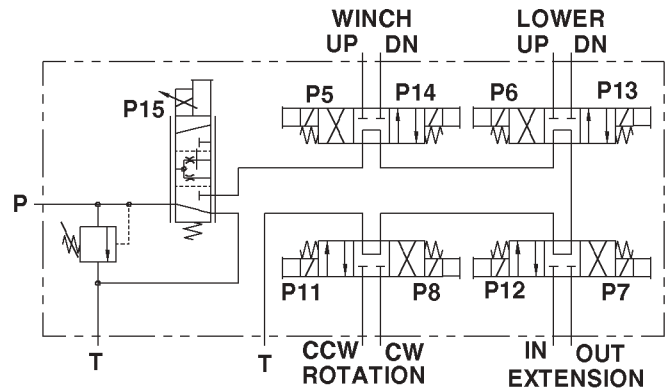 WINCH
UP DN
LOWER
UP DN
P5 P14
P6 P13
P15
P
P11 P8
P12 P7
T
T
CCW CW
ROTATION
IN OUT
EXTENSION